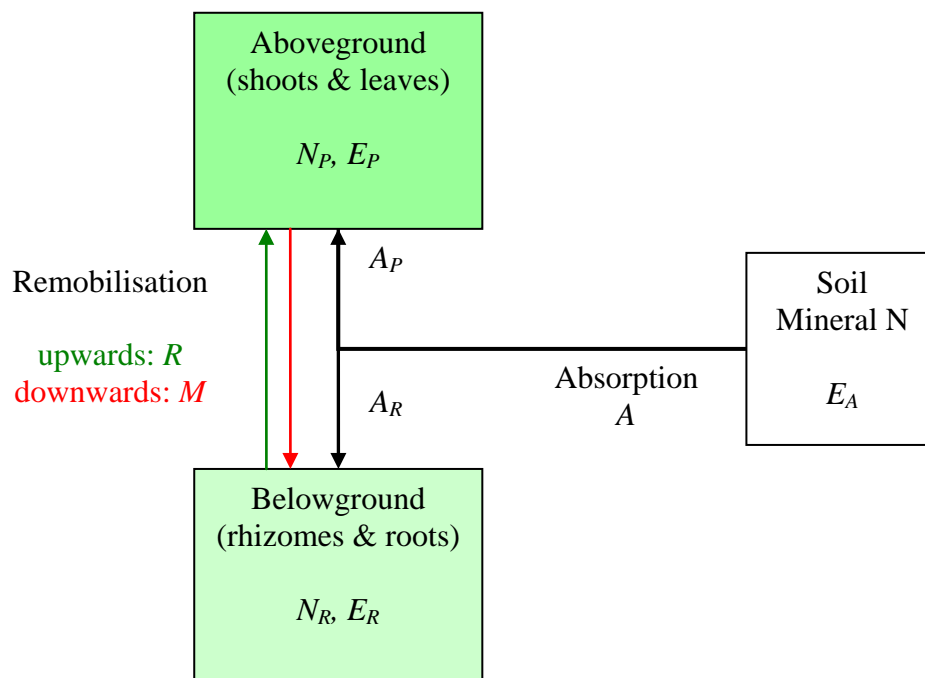 Aboveground
(shoots & leaves)
NP, EP
AP
Remobilisation
upwards: R
downwards: M
Soil
Mineral N
EA
Absorption
A
AR
Belowground
(rhizomes & roots)
NR, ER